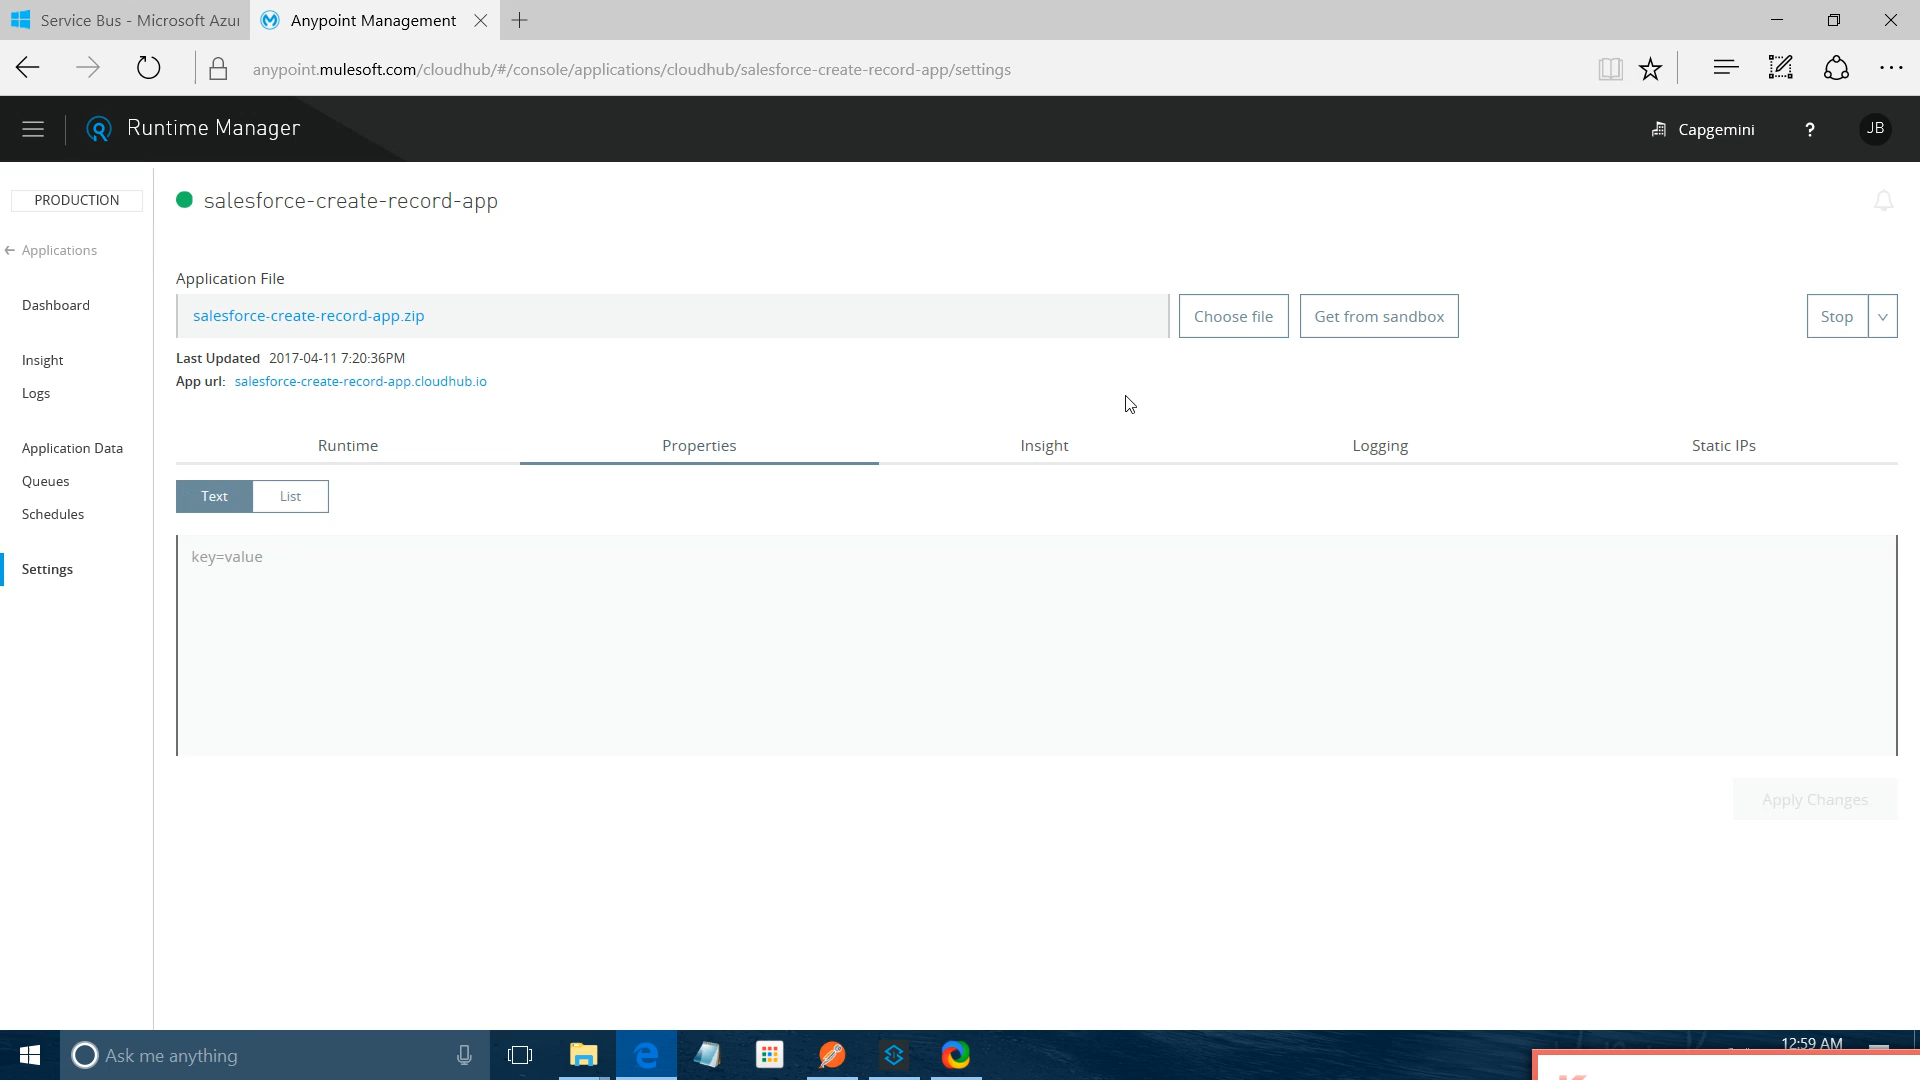 Service Bus - Microsoft Azu
Anypoint Management
anypoint.mulesoft.com/cloudhub/#/console/applications/cloudhub/salesforce-create-record-app/settings
Runtime Manager
Capgemini
?
JB
PRODUCTION
salesforce-create-record-app
Applications
Application File
Dashboard
salesforce-create-record-app.zip
Choose file
Get from sandbox
Stop
Insight
Last Updated 2017-04-11 7:20:36PM
App url: salesforce-create-record-app.cloudhub.io
Logs
Application Data
Queues
Schedules
Settings
Runtime
Properties
Insight
Logging
Static IPs
Text
List
key=value
Apply Changes
Ask me anything
12:59 AM